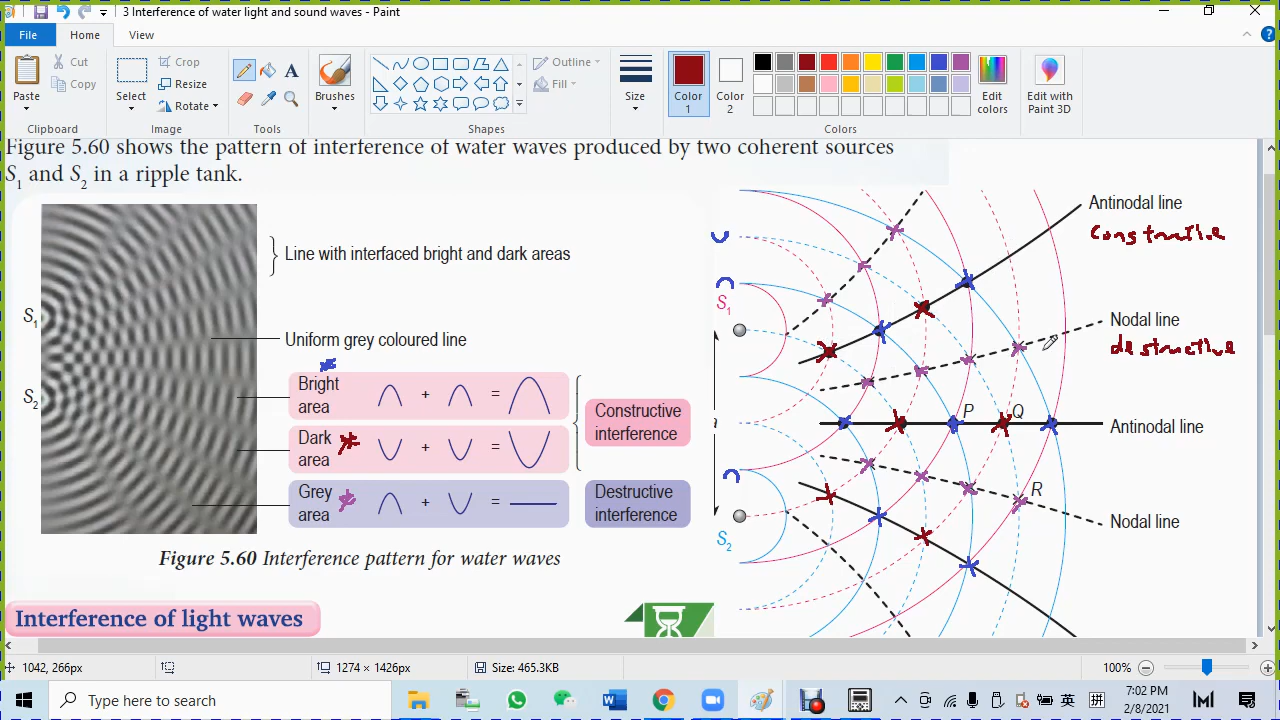 3 Interference of water light and sound waves - Paint
File Home View
Paste
Cut
Copy
Clipboard
Select
Crop
Resize
Rotate
Image
A
Tools
Brushes
Outline
Fill
Shapes
Size
Color 1
Color 2
Edit colors
Colors
Edit with Paint 3D
Figure 5.60 shows the pattern of interference of water waves produced by two coherent sources
S1 and S2 in a ripple tank.
S1
S2
Line with interfaced bright and dark areas
Uniform grey coloured line
Bright area + =
Dark area + =
Grey area + =
Constructive interference
Destructive interference
Figure 5.60 Interference pattern for water waves
Interference of light waves
S1
S2
a
P
Q
R
Antinodal line
Constructive
Nodal line
destructive
Antinodal line
Nodal line
1042, 266px
1274 × 1426px
Size: 465.3KB
100%
Type here to search
英
拼
7:02 PM
2/8/2021